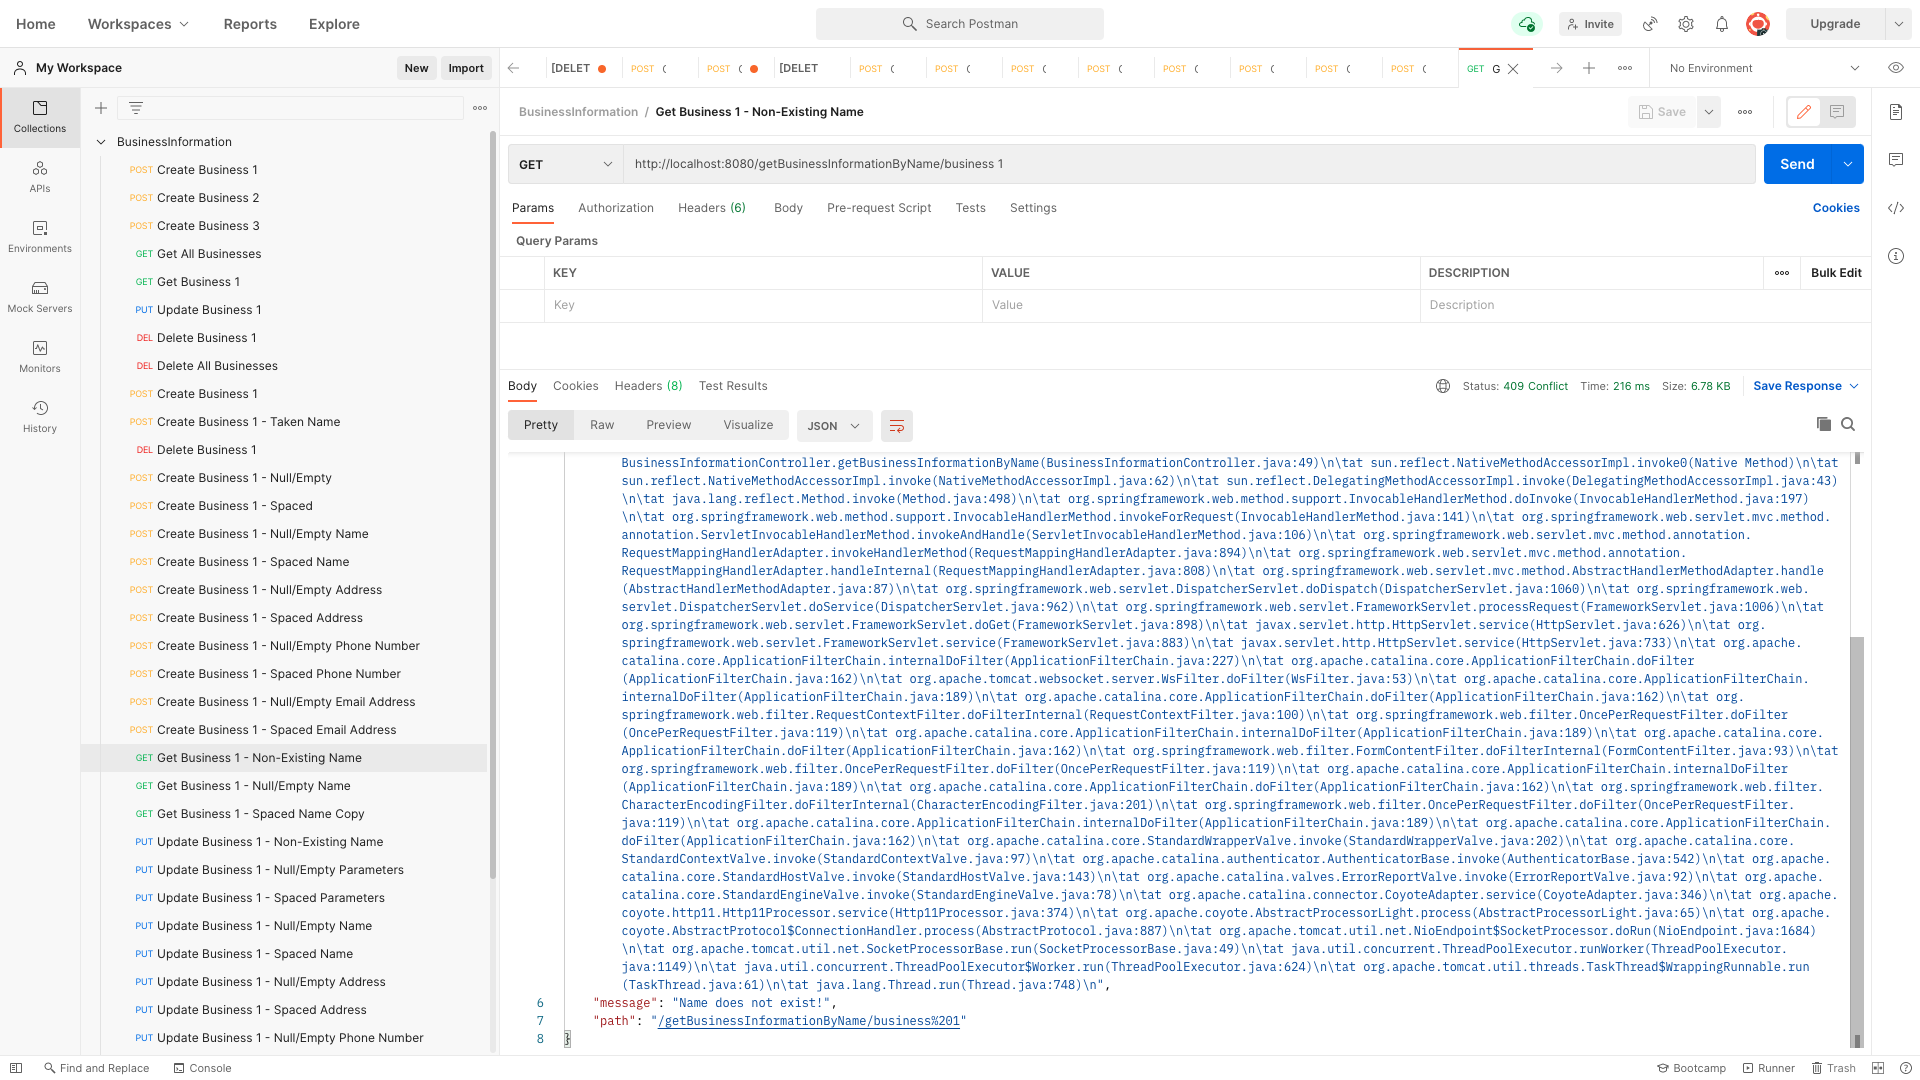 Home
Workspaces
Reports
Explore
Search Postman
Invite
Upgrade
My Workspace
New
Import
[DELET
POST (
POST (
[DELET
POST (
POST (
POST (
POST (
POST (
POST (
POST (
POST (
GET G
No Environment
Collections
APIs
Environments
Mock Servers
Monitors
History
BusinessInformation
POST Create Business 1
POST Create Business 2
POST Create Business 3
GET Get All Businesses
GET Get Business 1
PUT Update Business 1
DEL Delete Business 1
DEL Delete All Businesses
POST Create Business 1
POST Create Business 1 - Taken Name
DEL Delete Business 1
POST Create Business 1 - Null/Empty
POST Create Business 1 - Spaced
POST Create Business 1 - Null/Empty Name
POST Create Business 1 - Spaced Name
POST Create Business 1 - Null/Empty Address
POST Create Business 1 - Spaced Address
POST Create Business 1 - Null/Empty Phone Number
POST Create Business 1 - Spaced Phone Number
POST Create Business 1 - Null/Empty Email Address
POST Create Business 1 - Spaced Email Address
GET Get Business 1 - Non-Existing Name
GET Get Business 1 - Null/Empty Name
GET Get Business 1 - Spaced Name Copy
PUT Update Business 1 - Non-Existing Name
PUT Update Business 1 - Null/Empty Parameters
PUT Update Business 1 - Spaced Parameters
PUT Update Business 1 - Null/Empty Name
PUT Update Business 1 - Spaced Name
PUT Update Business 1 - Null/Empty Address
PUT Update Business 1 - Spaced Address
PUT Update Business 1 - Null/Empty Phone Number
BusinessInformation / Get Business 1 - Non-Existing Name
Save
GET
http://localhost:8080/getBusinessInformationByName/business 1
Send
Params
Authorization
Headers (6)
Body
Pre-request Script
Tests
Settings
Cookies
Query Params
KEY
VALUE
DESCRIPTION
Bulk Edit
Key
Value
Description
Body
Cookies
Headers (8)
Test Results
Status: 409 Conflict
Time: 216 ms
Size: 6.78 KB
Save Response
Pretty
Raw
Preview
Visualize
JSON
BusinessInformationController.getBusinessInformationByName(BusinessInformationController.java:49)\n\tat sun.reflect.NativeMethodAccessorImpl.invoke0(Native Method)\n\tat
sun.reflect.NativeMethodAccessorImpl.invoke(NativeMethodAccessorImpl.java:62)\n\tat sun.reflect.DelegatingMethodAccessorImpl.invoke(DelegatingMethodAccessorImpl.java:43)
\n\tat java.lang.reflect.Method.invoke(Method.java:498)\n\tat org.springframework.web.method.support.InvocableHandlerMethod.doInvoke(InvocableHandlerMethod.java:197)
\n\tat org.springframework.web.method.support.InvocableHandlerMethod.invokeForRequest(InvocableHandlerMethod.java:141)\n\tat org.springframework.web.servlet.mvc.method.
annotation.ServletInvocableHandlerMethod.invokeAndHandle(ServletInvocableHandlerMethod.java:106)\n\tat org.springframework.web.servlet.mvc.method.annotation.
RequestMappingHandlerAdapter.invokeHandlerMethod(RequestMappingHandlerAdapter.java:894)\n\tat org.springframework.web.servlet.mvc.method.annotation.
RequestMappingHandlerAdapter.handleInternal(RequestMappingHandlerAdapter.java:808)\n\tat org.springframework.web.servlet.mvc.method.AbstractHandlerMethodAdapter.handle
(AbstractHandlerMethodAdapter.java:87)\n\tat org.springframework.web.servlet.DispatcherServlet.doDispatch(DispatcherServlet.java:1060)\n\tat org.springframework.web.
servlet.DispatcherServlet.doService(DispatcherServlet.java:962)\n\tat org.springframework.web.servlet.FrameworkServlet.processRequest(FrameworkServlet.java:1006)\n\tat
org.springframework.web.servlet.FrameworkServlet.doGet(FrameworkServlet.java:898)\n\tat javax.servlet.http.HttpServlet.service(HttpServlet.java:626)\n\tat org.
springframework.web.servlet.FrameworkServlet.service(FrameworkServlet.java:883)\n\tat javax.servlet.http.HttpServlet.service(HttpServlet.java:733)\n\tat org.apache.
catalina.core.ApplicationFilterChain.internalDoFilter(ApplicationFilterChain.java:227)\n\tat org.apache.catalina.core.ApplicationFilterChain.doFilter
(ApplicationFilterChain.java:162)\n\tat org.apache.tomcat.websocket.server.WsFilter.doFilter(WsFilter.java:53)\n\tat org.apache.catalina.core.ApplicationFilterChain.
internalDoFilter(ApplicationFilterChain.java:189)\n\tat org.apache.catalina.core.ApplicationFilterChain.doFilter(ApplicationFilterChain.java:162)\n\tat org.
springframework.web.filter.RequestContextFilter.doFilterInternal(RequestContextFilter.java:100)\n\tat org.springframework.web.filter.OncePerRequestFilter.doFilter
(OncePerRequestFilter.java:119)\n\tat org.apache.catalina.core.ApplicationFilterChain.internalDoFilter(ApplicationFilterChain.java:189)\n\tat org.apache.catalina.core.
ApplicationFilterChain.doFilter(ApplicationFilterChain.java:162)\n\tat org.springframework.web.filter.FormContentFilter.doFilterInternal(FormContentFilter.java:93)\n\tat
org.springframework.web.filter.OncePerRequestFilter.doFilter(OncePerRequestFilter.java:119)\n\tat org.apache.catalina.core.ApplicationFilterChain.internalDoFilter
(ApplicationFilterChain.java:189)\n\tat org.apache.catalina.core.ApplicationFilterChain.doFilter(ApplicationFilterChain.java:162)\n\tat org.springframework.web.filter.
CharacterEncodingFilter.doFilterInternal(CharacterEncodingFilter.java:201)\n\tat org.springframework.web.filter.OncePerRequestFilter.doFilter(OncePerRequestFilter.
java:119)\n\tat org.apache.catalina.core.ApplicationFilterChain.internalDoFilter(ApplicationFilterChain.java:189)\n\tat org.apache.catalina.core.ApplicationFilterChain.
doFilter(ApplicationFilterChain.java:162)\n\tat org.apache.catalina.core.StandardWrapperValve.invoke(StandardWrapperValve.java:202)\n\tat org.apache.catalina.core.
StandardContextValve.invoke(StandardContextValve.java:97)\n\tat org.apache.catalina.authenticator.AuthenticatorBase.invoke(AuthenticatorBase.java:542)\n\tat org.apache.
catalina.core.StandardHostValve.invoke(StandardHostValve.java:143)\n\tat org.apache.catalina.valves.ErrorReportValve.invoke(ErrorReportValve.java:92)\n\tat org.apache.
catalina.core.StandardEngineValve.invoke(StandardEngineValve.java:78)\n\tat org.apache.catalina.connector.CoyoteAdapter.service(CoyoteAdapter.java:346)\n\tat org.apache.
coyote.http11.Http11Processor.service(Http11Processor.java:374)\n\tat org.apache.coyote.AbstractProcessorLight.process(AbstractProcessorLight.java:65)\n\tat org.apache.
coyote.AbstractProtocol$ConnectionHandler.process(AbstractProtocol.java:887)\n\tat org.apache.tomcat.util.net.NioEndpoint$SocketProcessor.doRun(NioEndpoint.java:1684)
\n\tat org.apache.tomcat.util.net.SocketProcessorBase.run(SocketProcessorBase.java:49)\n\tat java.util.concurrent.ThreadPoolExecutor.runWorker(ThreadPoolExecutor.
java:1149)\n\tat java.util.concurrent.ThreadPoolExecutor$Worker.run(ThreadPoolExecutor.java:624)\n\tat org.apache.tomcat.util.threads.TaskThread$WrappingRunnable.run
(TaskThread.java:61)\n\tat java.lang.Thread.run(Thread.java:748)\n",
6 "message": "Name does not exist!",
7 "path": "/getBusinessInformationByName/business%201"
8 }
Find and Replace
Console
Bootcamp
Runner
Trash